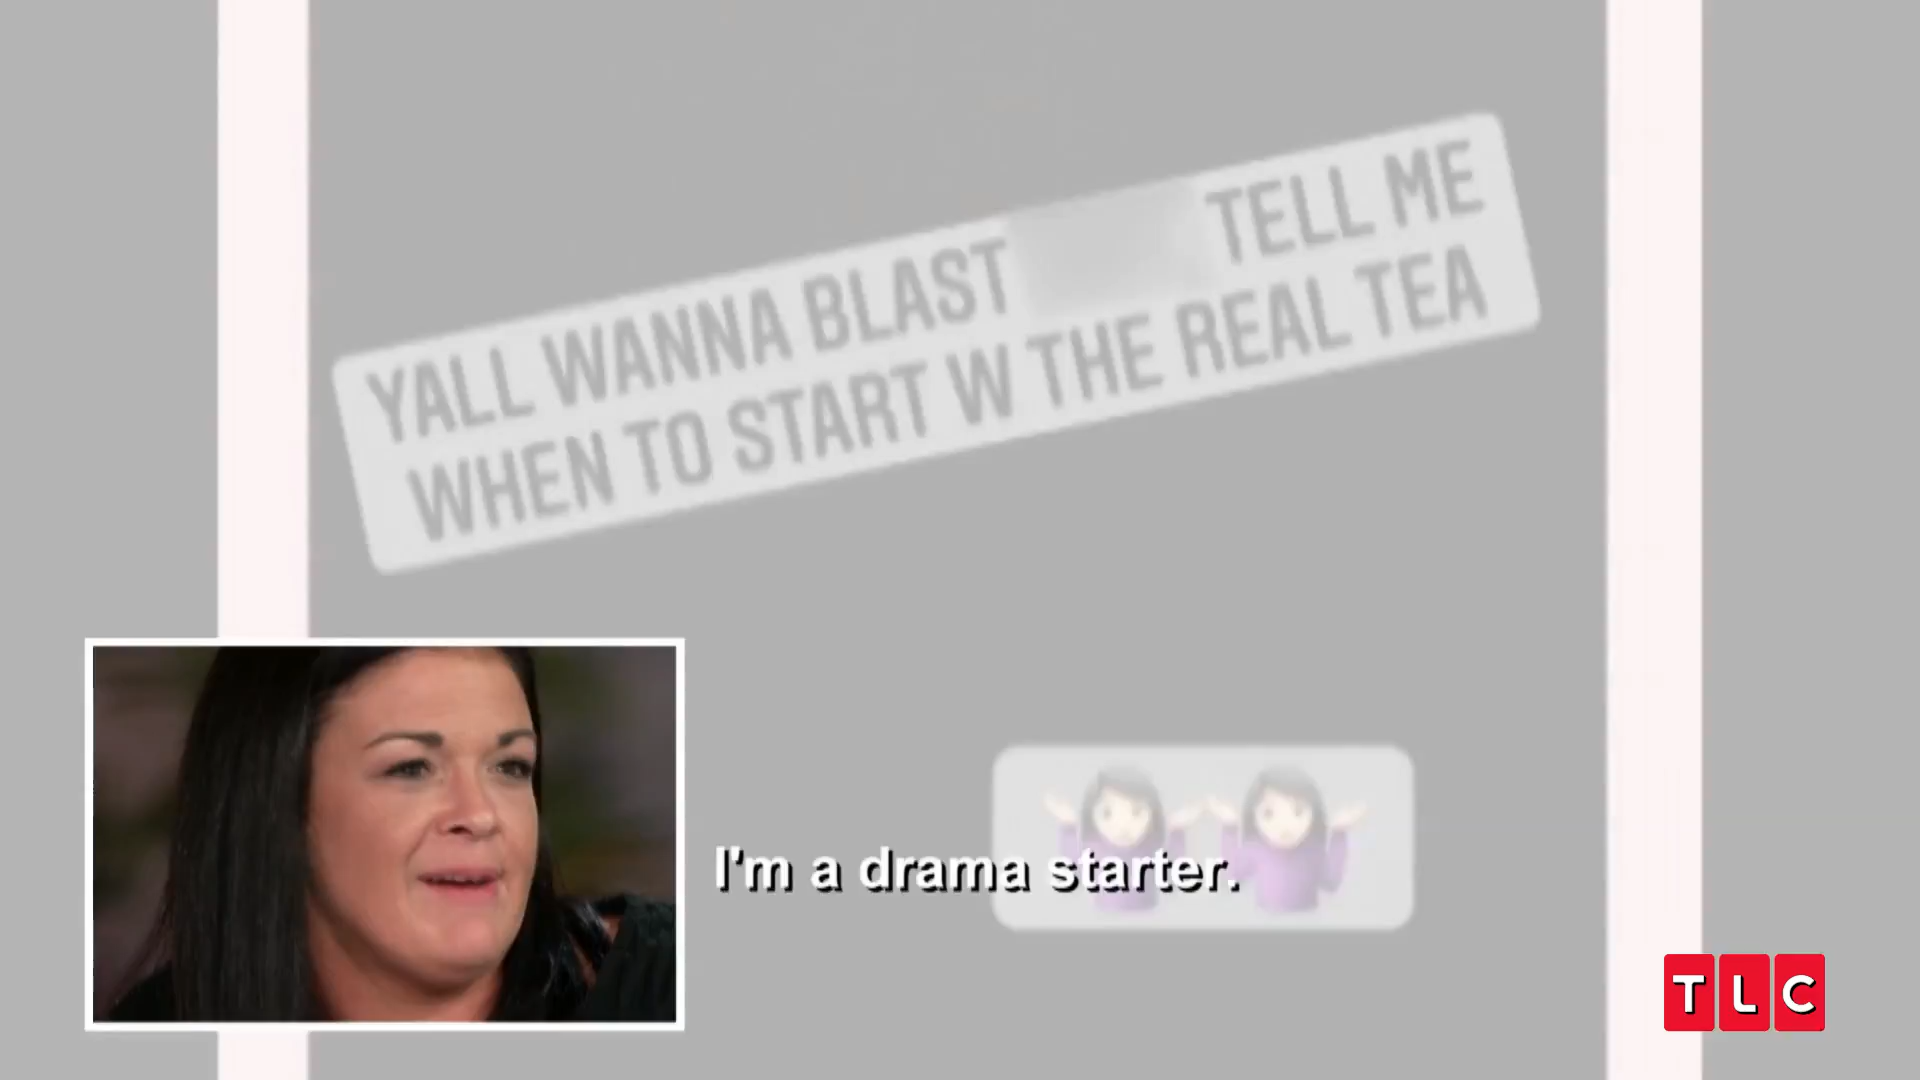 YALL WANNA BLAST TELL ME
WHEN TO START W THE REAL TEA
I'm a drama starter.
TLC